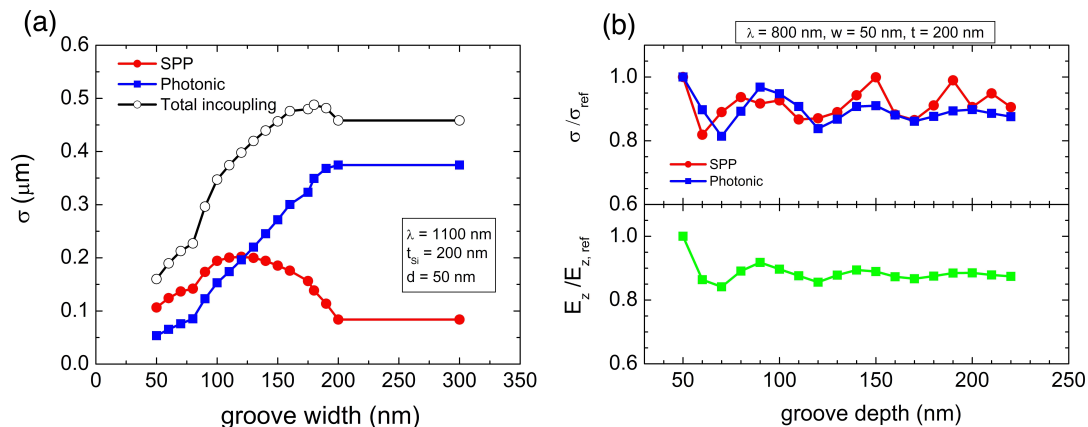 (a)
0.6
0.5
0.4
0.3
0.2
0.1
0.0
σ (μm)
SPP
Photonic
Total incoupling
λ = 1100 nm
t_Si = 200 nm
d = 50 nm
0 50 100 150 200 250 300 350
groove width (nm)
(b)
λ = 800 nm, w = 50 nm, t = 200 nm
1.0
0.8
0.6
σ/σ_ref
SPP
Photonic
1.0
0.8
0.6
E_z/E_z, ref
50 100 150 200 250
groove depth (nm)